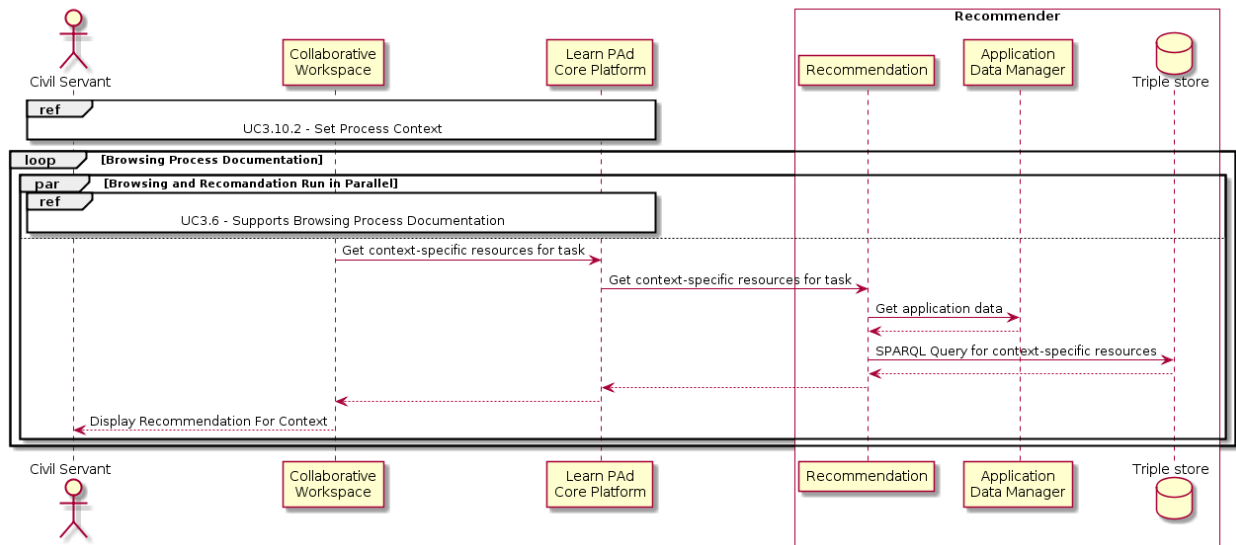 Recommender
Civil Servant
Collaborative
Workspace
Learn PAd
Core Platform
Recommendation
Application
Data Manager
Triple store
ref
UC3.10.2 - Set Process Context
loop [Browsing Process Documentation]
par [Browsing and Recomandation Run in Parallel]
ref
UC3.6 - Supports Browsing Process Documentation
Get context-specific resources for task
Get context-specific resources for task
Get application data
SPARQL Query for context-specific resources
Display Recommendation For Context
Civil Servant
Collaborative
Workspace
Learn PAd
Core Platform
Recommendation
Application
Data Manager
Triple store